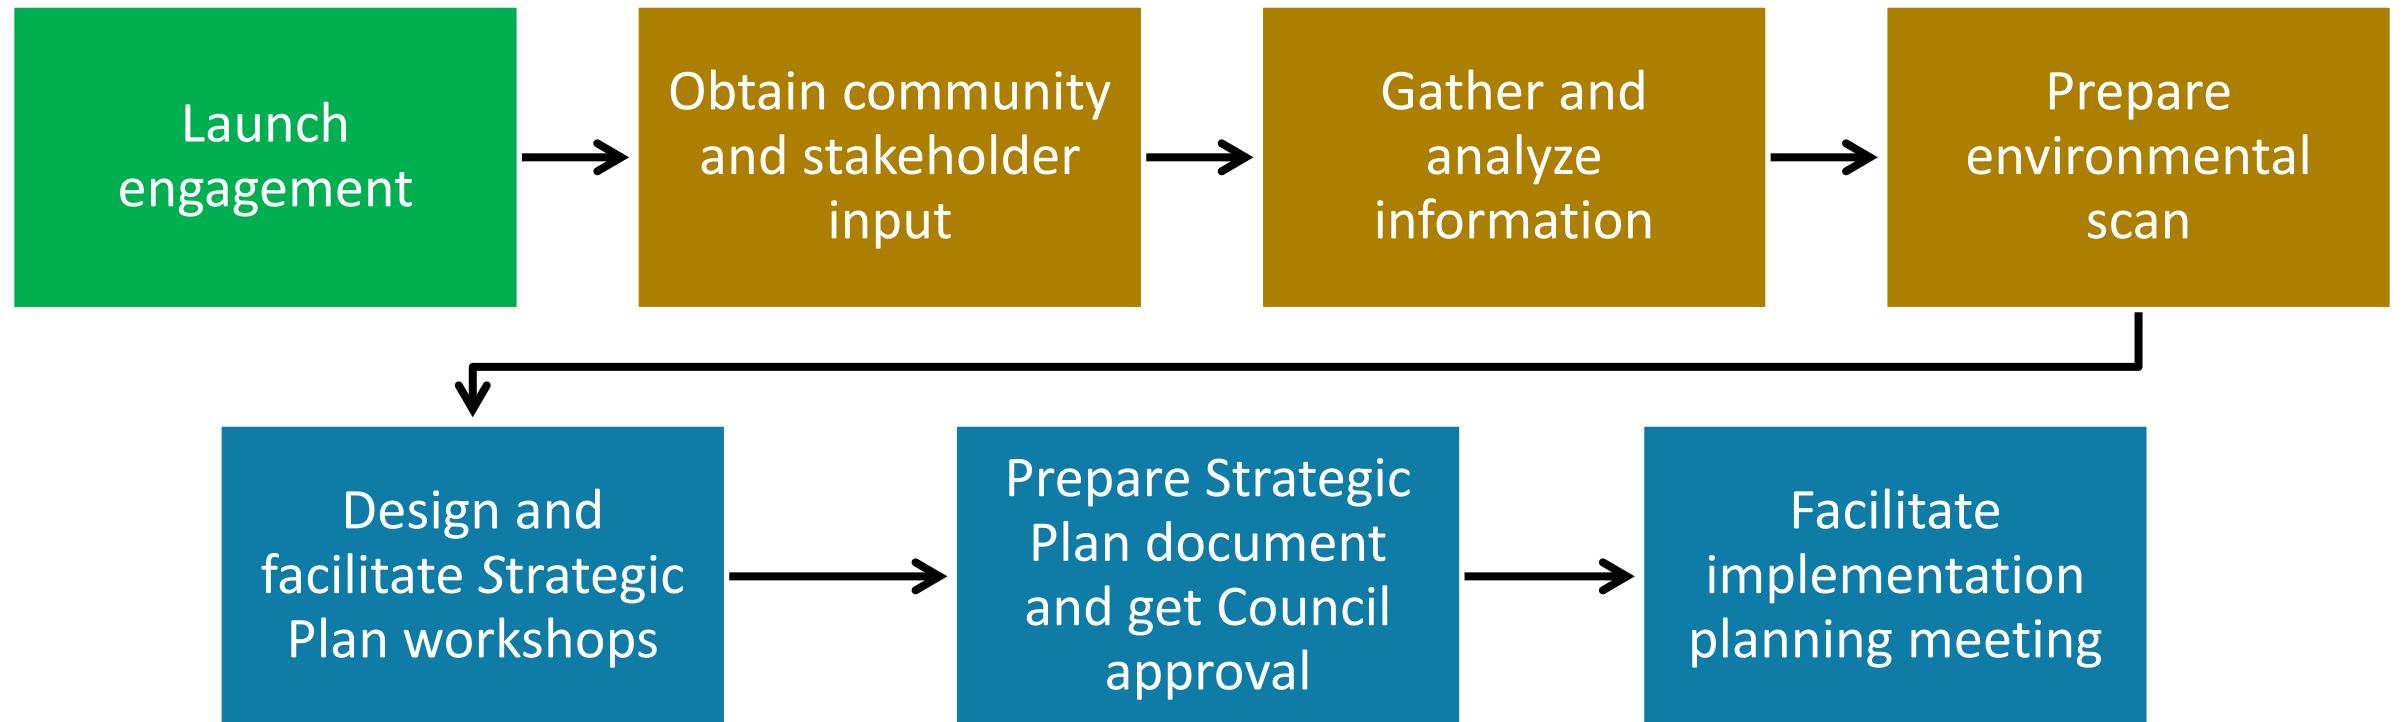 Launch
engagement
Obtain community
and stakeholder
input
Gather and
analyze
information
Prepare
environmental
scan
Design and
facilitate Strategic
Plan workshops
Prepare Strategic
Plan document
and get Council
approval
Facilitate
implementation
planning meeting